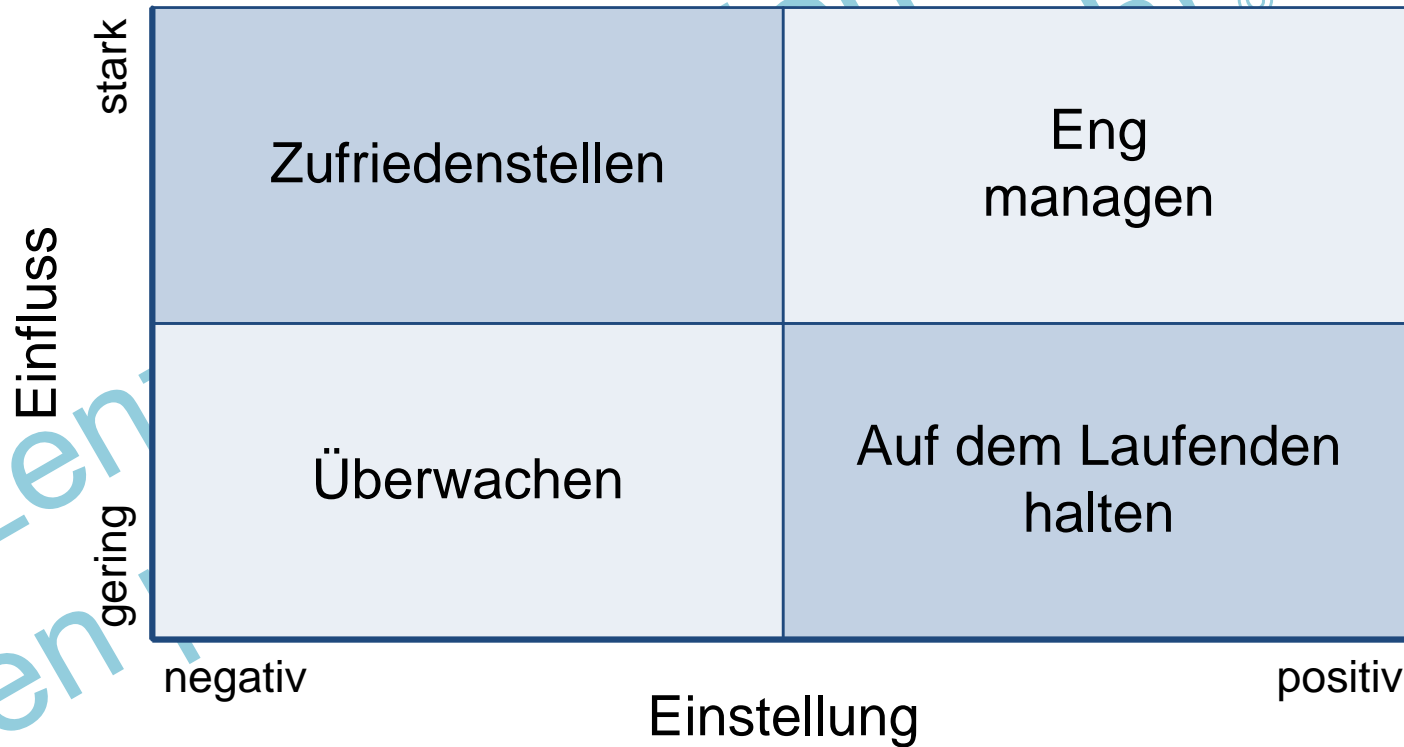 stark
Zufriedenstellen
Eng
managen
Einfluss
Überwachen
Auf dem Laufenden
halten
gering
negativ
positiv
Einstellung